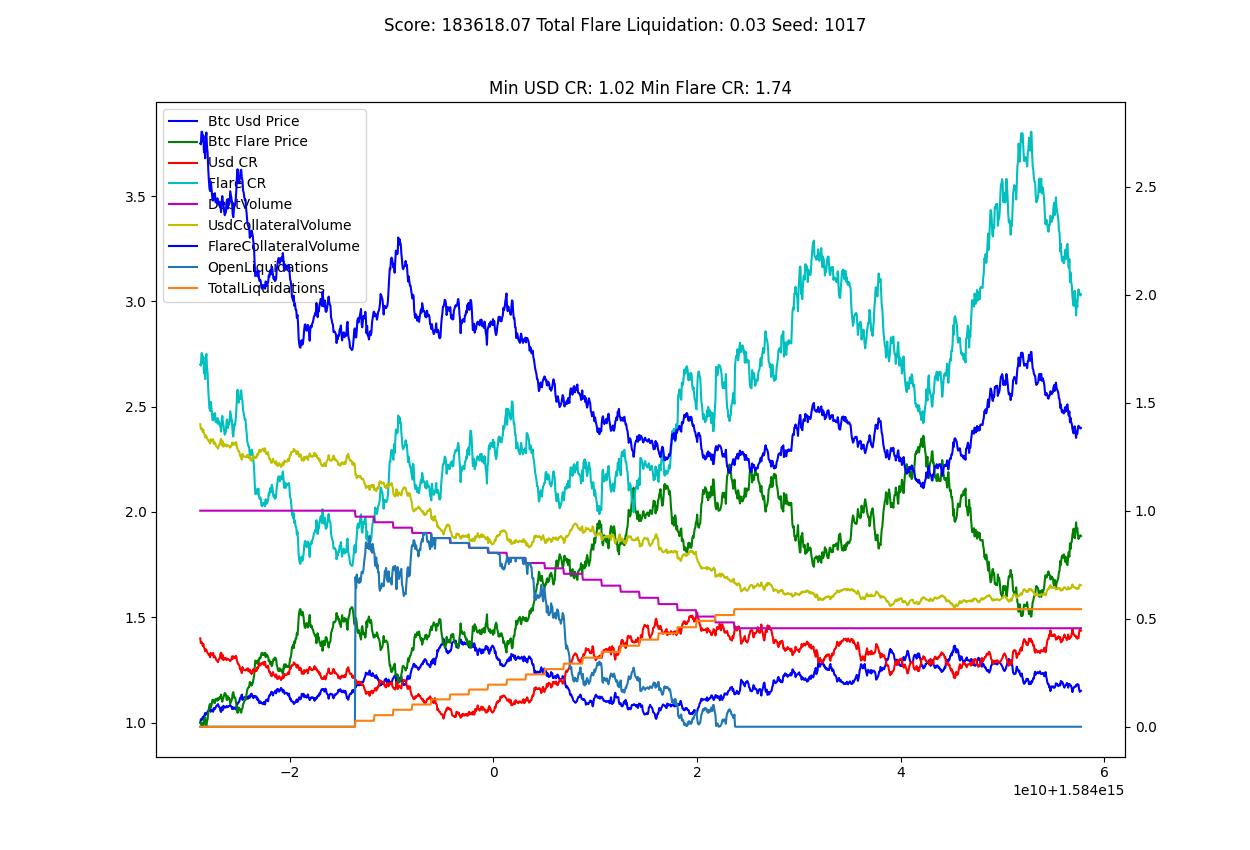 Score: 183618.07 Total Flare Liquidation: 0.03 Seed: 1017
Min USD CR: 1.02 Min Flare CR: 1.74
Btc Usd Price
Btc Flare Price
Usd CR
Flare CR
DebtVolume
UsdCollateralVolume
FlareCollateralVolume
OpenLiquidations
TotalLiquidations
3.5
3.0
2.5
2.0
1.5
1.0
2.5
2.0
1.5
1.0
0.5
0.0
−2
0
2
4
6
1e10+1.584e15